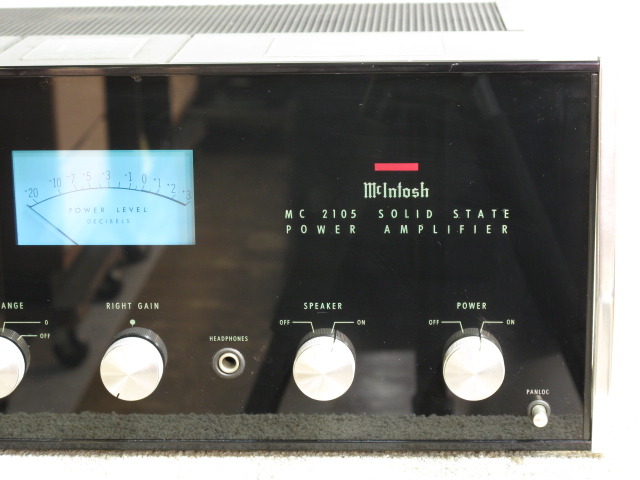 -20 -10 -7 -5 -3 -1 0 +1 +2 +3
POWER LEVEL
DECIBELS
McIntosh
MC 2105 SOLID STATE
POWER AMPLIFIER
ANGE
0
OFF
RIGHT GAIN
HEADPHONES
SPEAKER
OFF ON
POWER
OFF ON
PANLOC